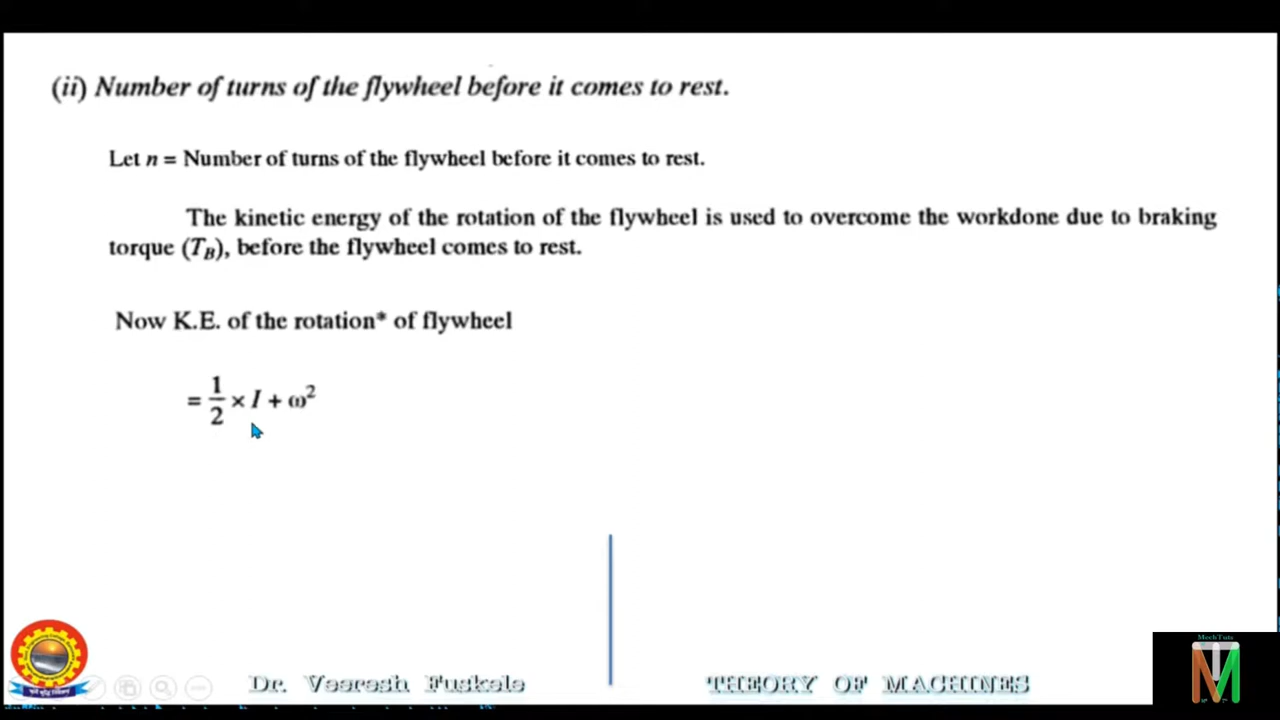 (ii) Number of turns of the flywheel before it comes to rest.
Let n = Number of turns of the flywheel before it comes to rest.
The kinetic energy of the rotation of the flywheel is used to overcome the workdone due to braking
torque (T_B), before the flywheel comes to rest.
Now K.E. of the rotation* of flywheel
= 1/2 × I + ω²
Dr. Veeresh Fuskele
THEORY OF MACHINES
MechTuts